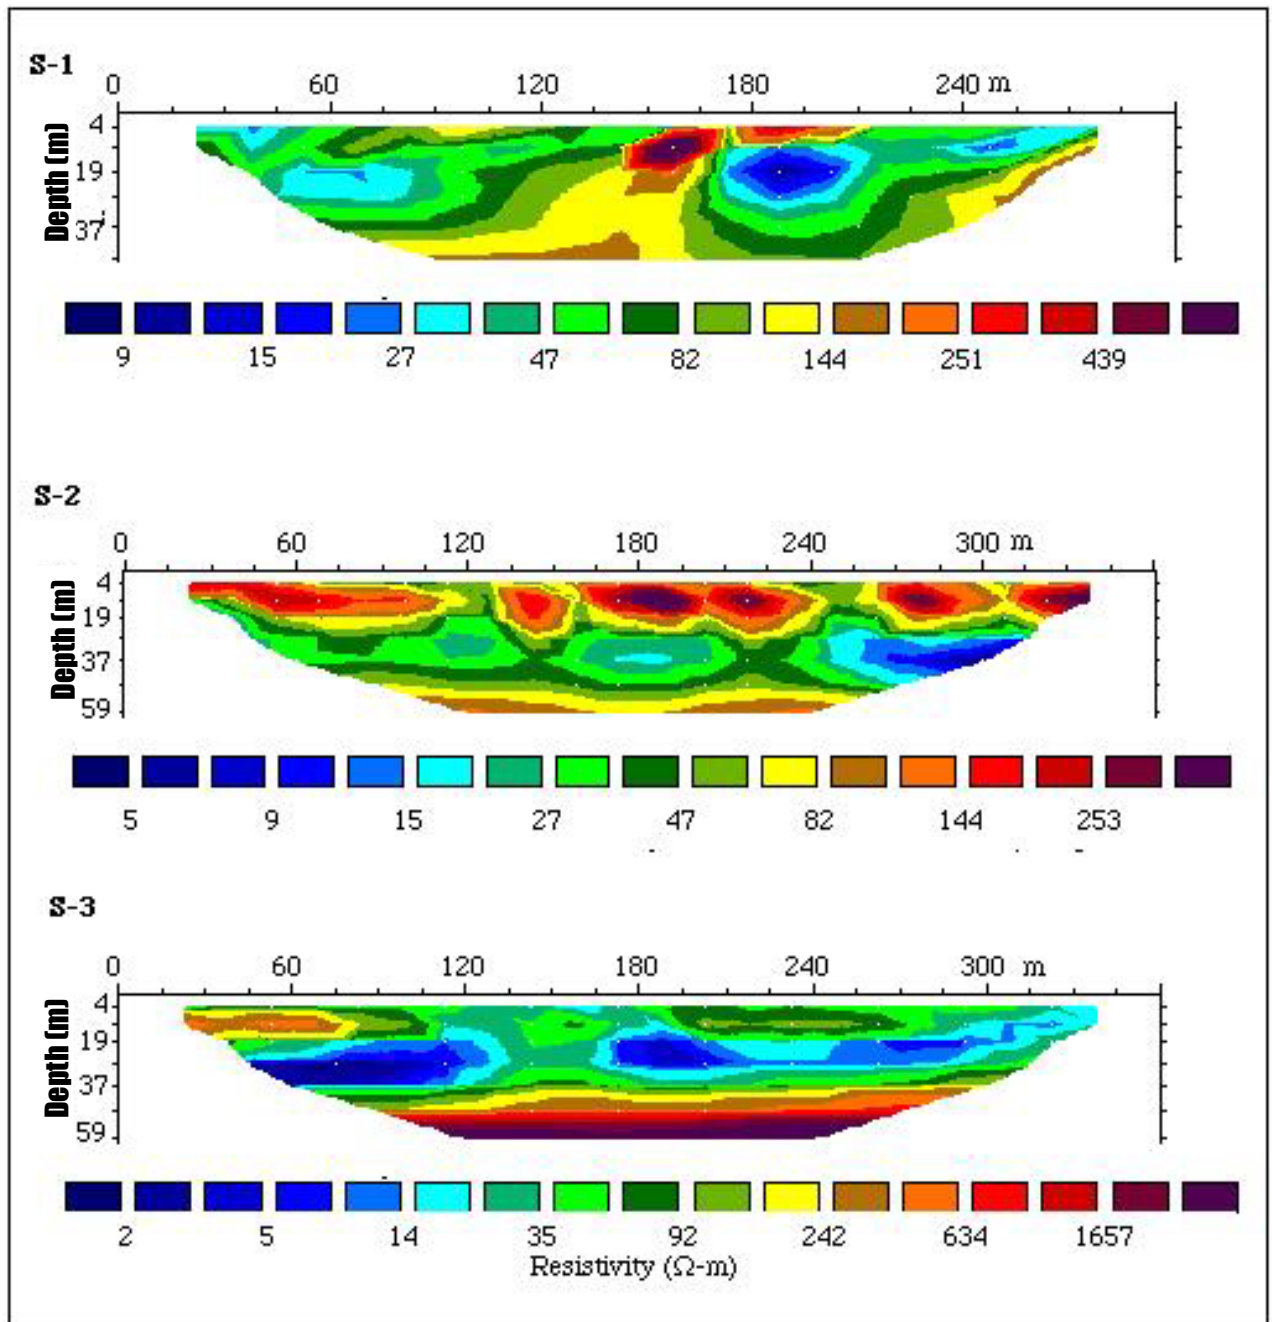 S-1
0 60 120 180 240 m
Depth (m)
4
19
37
9 15 27 47 82 144 251 439
S-2
0 60 120 180 240 300 m
Depth (m)
4
19
37
59
5 9 15 27 47 82 144 253
S-3
0 60 120 180 240 300 m
Depth (m)
4
19
37
59
2 5 14 35 92 242 634 1657
Resistivity (Ω-m)